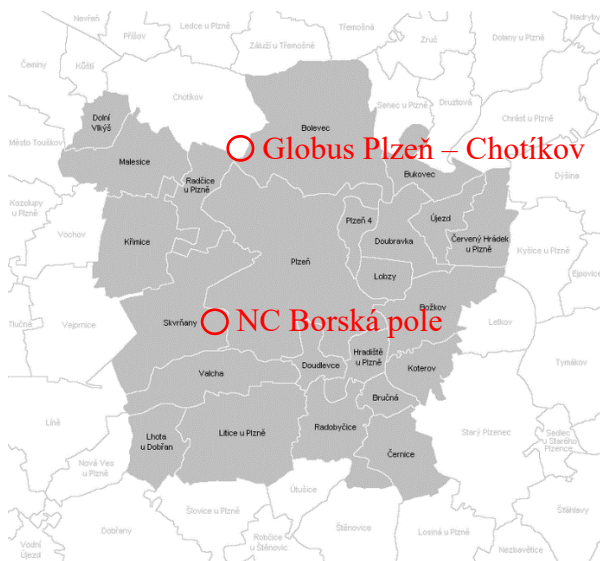 Nevřeň
Příšov
Ledce u Plzně
Třemošná
Nadryby
Záluží u Třemošné
Zruč
Dolany u Plzně
Čeminy
Kůští
Chotíkov
Senec u Plzně
Druztová
Chrást u Plzně
Dolní
Vlkýš
Bolevec
Město Touškov
Malesice
Globus Plzeň – Chotíkov
Dýšina
Radčice
u Plzně
Bukovec
Kozolupy
u Plzně
Vochov
Křimice
Plzeň 4
Újezd
Doubravka
Červený Hrádek
u Plzně
Kyšice u Plzně
Plzeň
Lobzy
Ejpovice
Tlučná
Vejprnice
Skvrňany
NC Borská pole
Božkov
Letkov
Hradiště
u Plzně
Valcha
Doudlevce
Koterov
Tymákov
Bručná
Líně
Lhota
u Dobřan
Litice u Plzně
Radobyčice
Starý Plzenec
Sedlec
u Starého
Plzence
Černice
Nová Ves
u Plzně
Útušice
Šťáhlavy
Dobřany
Šlovice u Plzně
Štěnovice
Losiná u Plzně
Robčice
u Štěnovic
Vodní
Újezd
Nezbavětice